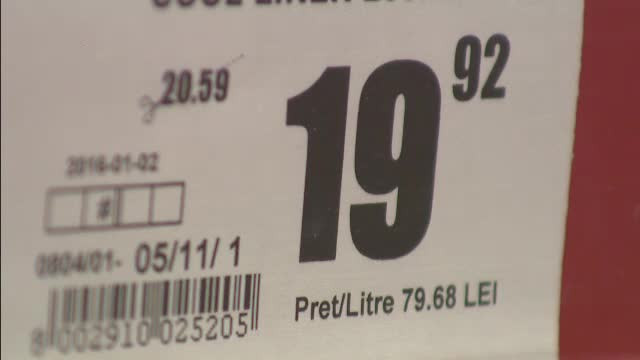 20.59
19 92
2016-01-02
#
0804/01- 05/11/ 1
Pret/Litre 79.68 LEI
8 002910 025205